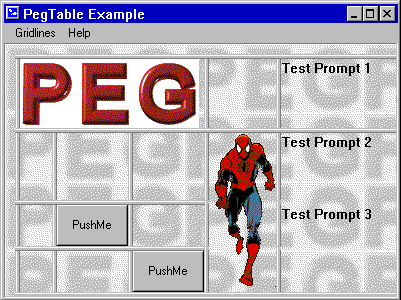 PegTable Example
Gridlines Help
PEG
Test Prompt 1
Test Prompt 2
Test Prompt 3
PushMe
PushMe